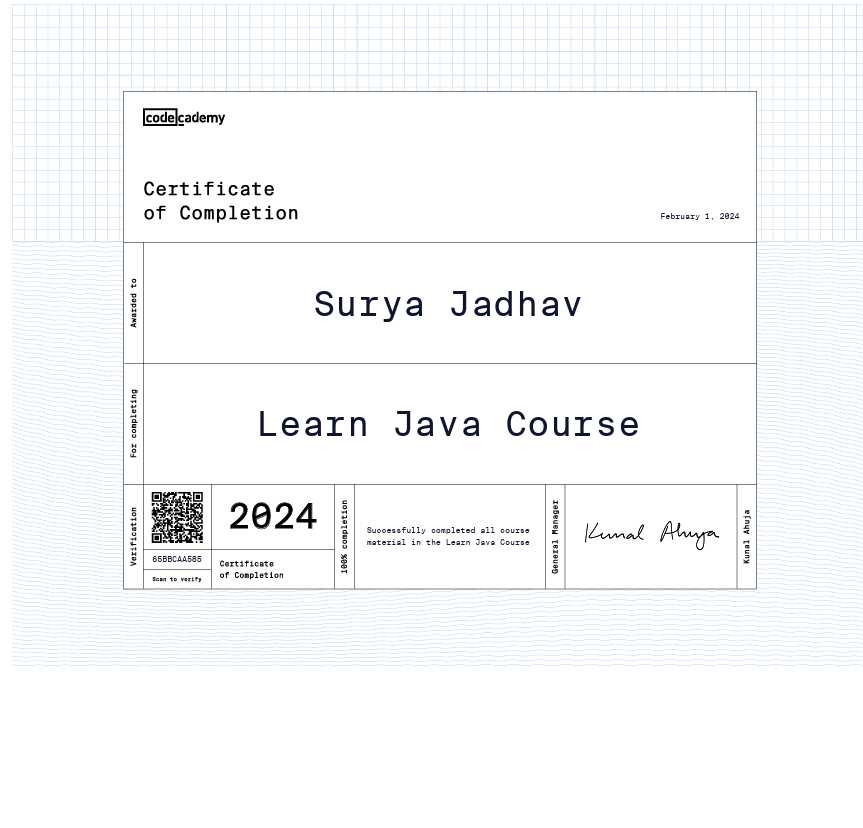 codecademy
Certificate
of Completion
February 1, 2024
Awarded to
Surya Jadhav
For completing
Learn Java Course
Verification
65BBCAA585
Scan to verify
2024
Certificate
of Completion
100% completion
Successfully completed all course
material in the Learn Java Course
General Manager
Kunal Ahuja
Kunal Ahuja